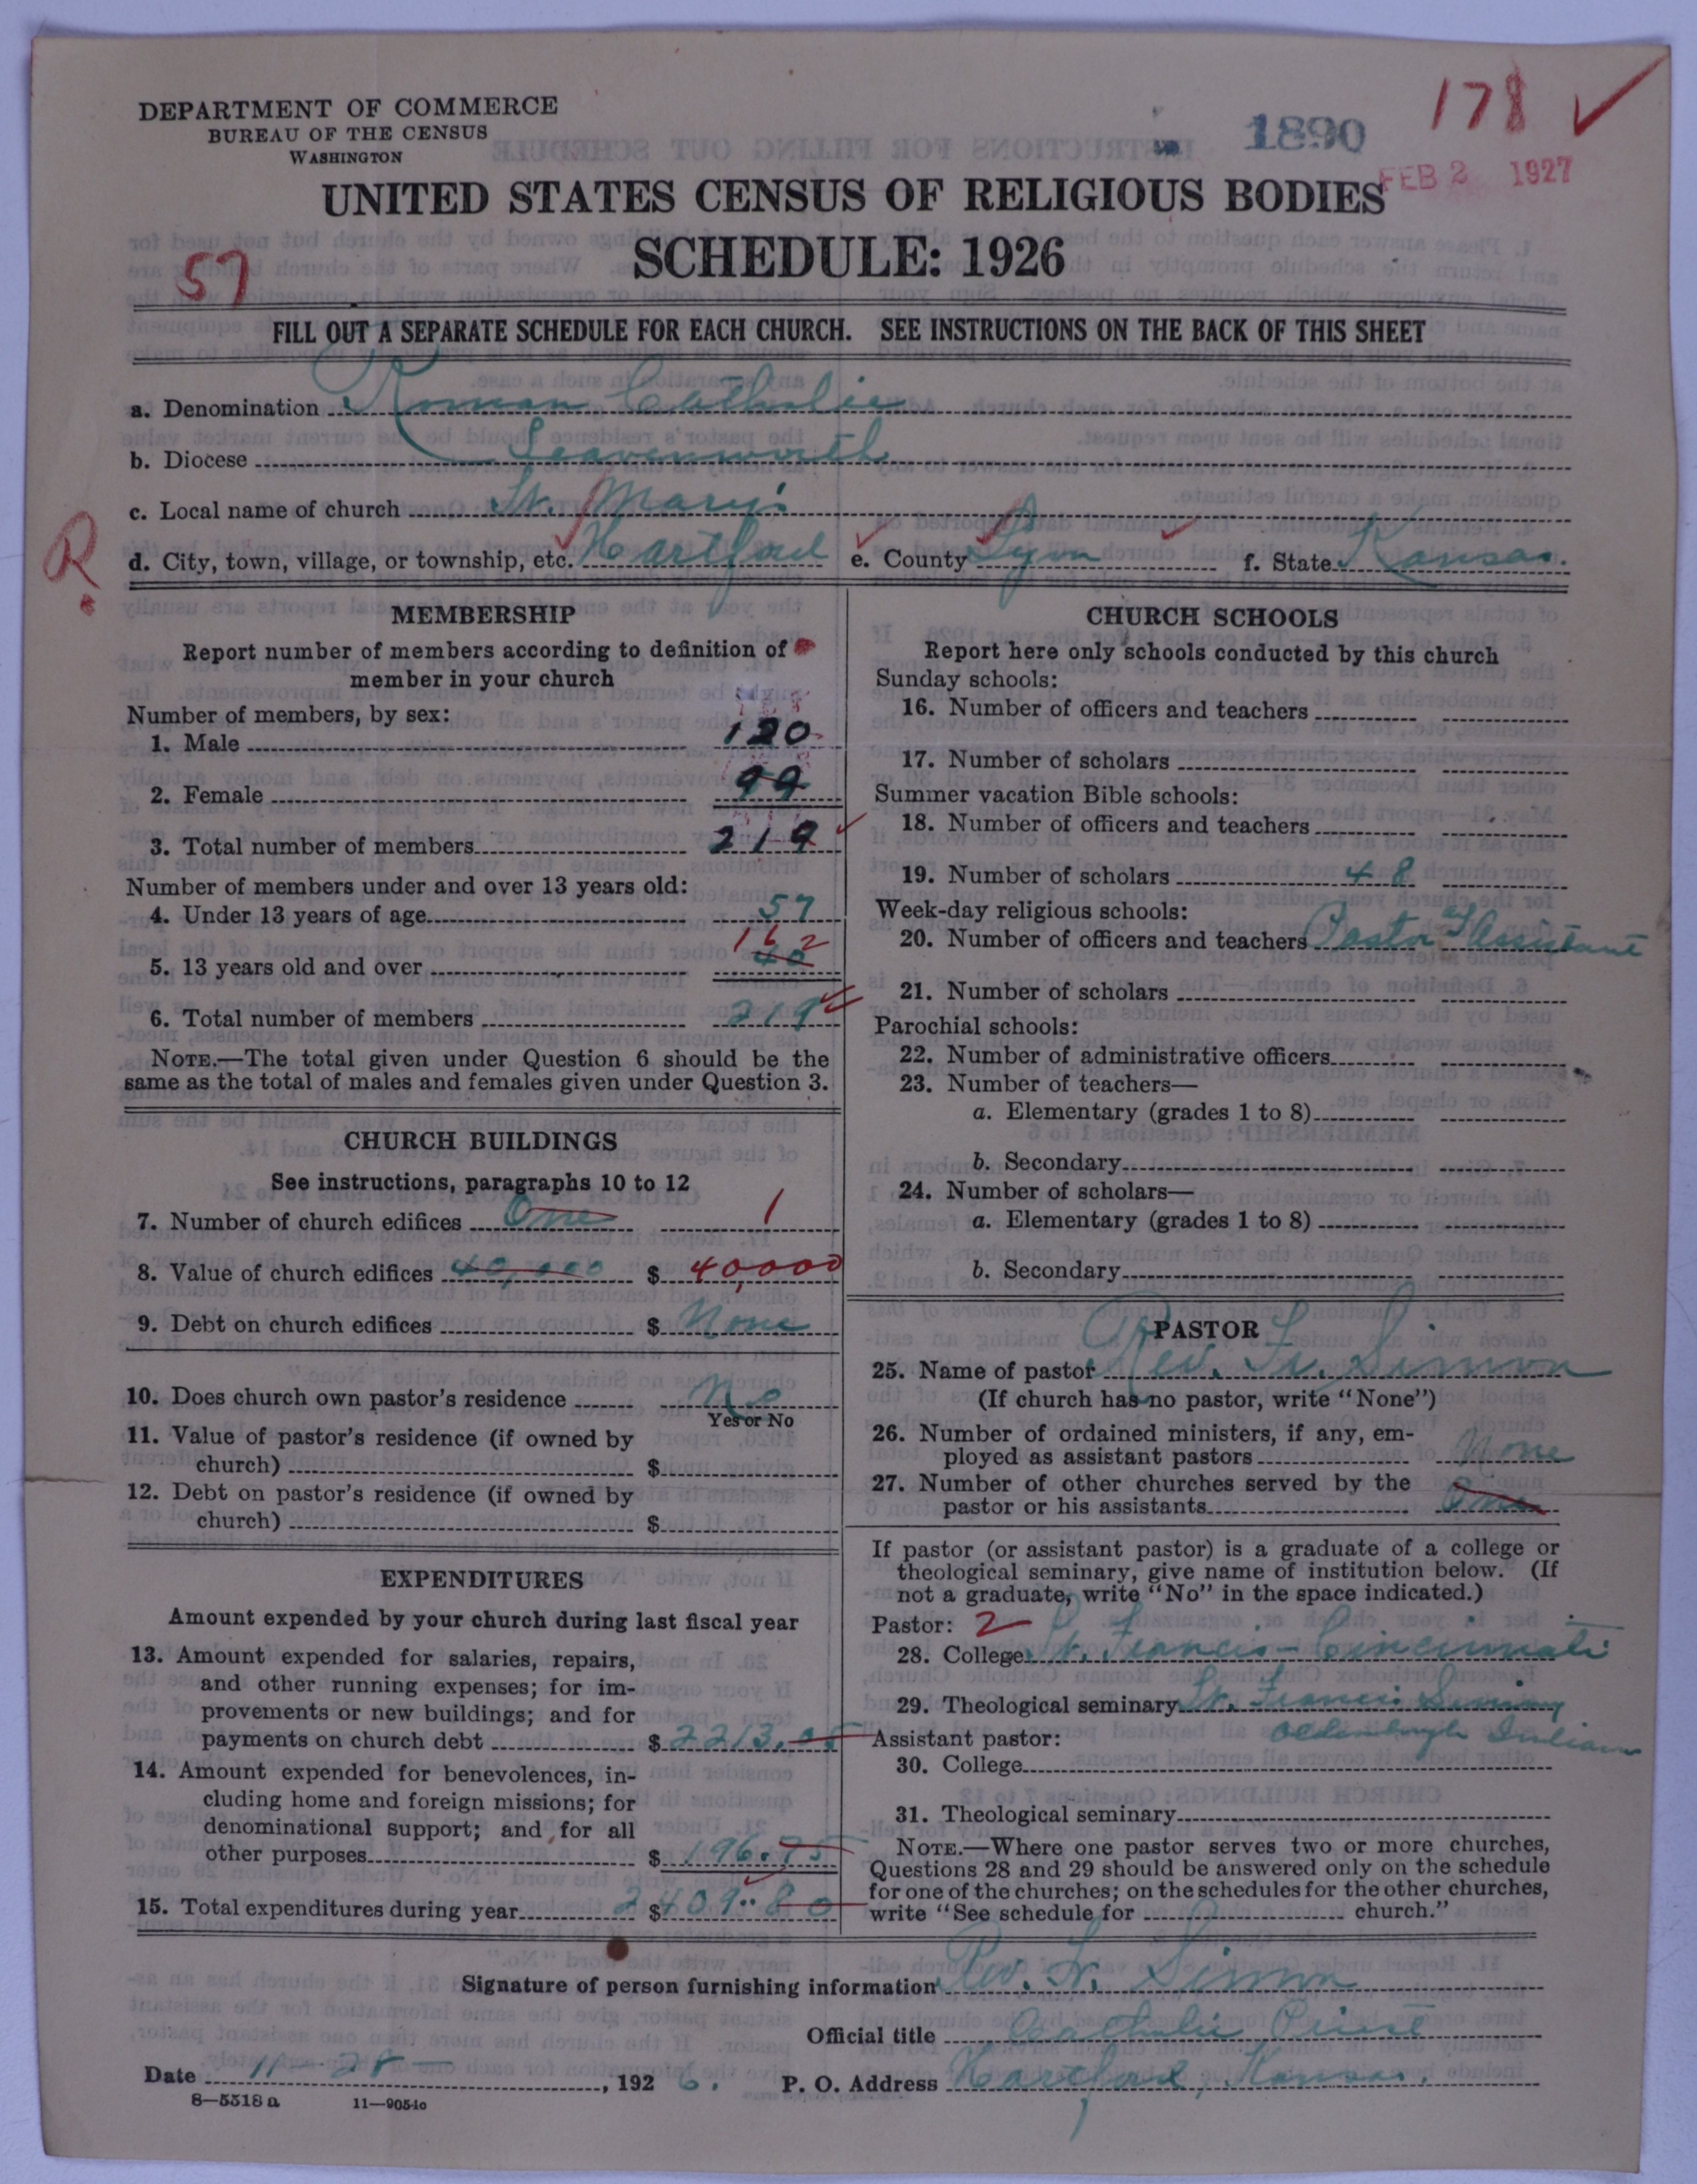 DEPARTMENT OF COMMERCE
BUREAU OF THE CENSUS
WASHINGTON
1890
178 ✓
FEB 2 1927
UNITED STATES CENSUS OF RELIGIOUS BODIES
SCHEDULE: 1926
57
FILL OUT A SEPARATE SCHEDULE FOR EACH CHURCH. SEE INSTRUCTIONS ON THE BACK OF THIS SHEET
a. Denomination Roman Catholic
b. Diocese Leavenworth
c. Local name of church St. Mary's
R
d. City, town, village, or township, etc. Hartford e. County Lyon f. State Kansas.
MEMBERSHIP
Report number of members according to definition of
member in your church
Number of members, by sex:
1. Male 120
2. Female 99
3. Total number of members 219
Number of members under and over 13 years old:
4. Under 13 years of age 57
5. 13 years old and over 162
6. Total number of members 219
NOTE.—The total given under Question 6 should be the
same as the total of males and females given under Question 3.
CHURCH BUILDINGS
See instructions, paragraphs 10 to 12
7. Number of church edifices One 1
8. Value of church edifices 40,000 $ 40,000
9. Debt on church edifices $ None
10. Does church own pastor's residence No
Yes or No
11. Value of pastor's residence (if owned by
church) $
12. Debt on pastor's residence (if owned by
church) $
EXPENDITURES
Amount expended by your church during last fiscal year
13. Amount expended for salaries, repairs,
and other running expenses; for im-
provements or new buildings; and for
payments on church debt $ 2213.05
14. Amount expended for benevolences, in-
cluding home and foreign missions; for
denominational support; and for all
other purposes $ 196.75
15. Total expenditures during year $ 2409.80
CHURCH SCHOOLS
Report here only schools conducted by this church
Sunday schools:
16. Number of officers and teachers
17. Number of scholars
Summer vacation Bible schools:
18. Number of officers and teachers
19. Number of scholars 48
Week-day religious schools:
20. Number of officers and teachers Pastor & Assistant
21. Number of scholars
Parochial schools:
22. Number of administrative officers
23. Number of teachers—
a. Elementary (grades 1 to 8)
b. Secondary
24. Number of scholars—
a. Elementary (grades 1 to 8)
b. Secondary
PASTOR
25. Name of pastor Rev. Fr. Simon
(If church has no pastor, write "None")
26. Number of ordained ministers, if any, em-
ployed as assistant pastors None
27. Number of other churches served by the
pastor or his assistants One
If pastor (or assistant pastor) is a graduate of a college or
theological seminary, give name of institution below. (If
not a graduate, write "No" in the space indicated.)
Pastor: 2
28. College St. Francis - Cincinnati
29. Theological seminary St. Francis
Assistant pastor:
30. College
31. Theological seminary
NOTE.—Where one pastor serves two or more churches,
Questions 28 and 29 should be answered only on the schedule
for one of the churches; on the schedules for the other churches,
write "See schedule for church."
Signature of person furnishing information Rev. Fr. Simon
Official title Catholic Priest
Date 11 - 28 -, 1926. P. O. Address Hartford, Kansas.
8—5518a 11—9054c